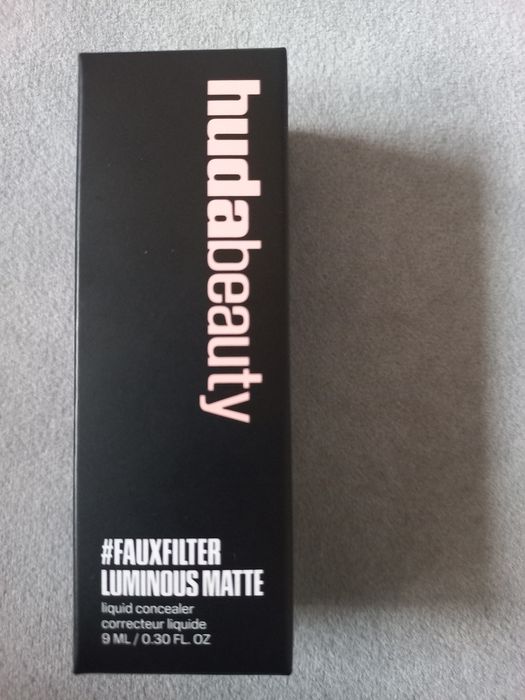 hudabeauty
#FAUXFILTER
LUMINOUS MATTE
liquid concealer
correcteur liquide
9 ML / 0.30 FL. OZ